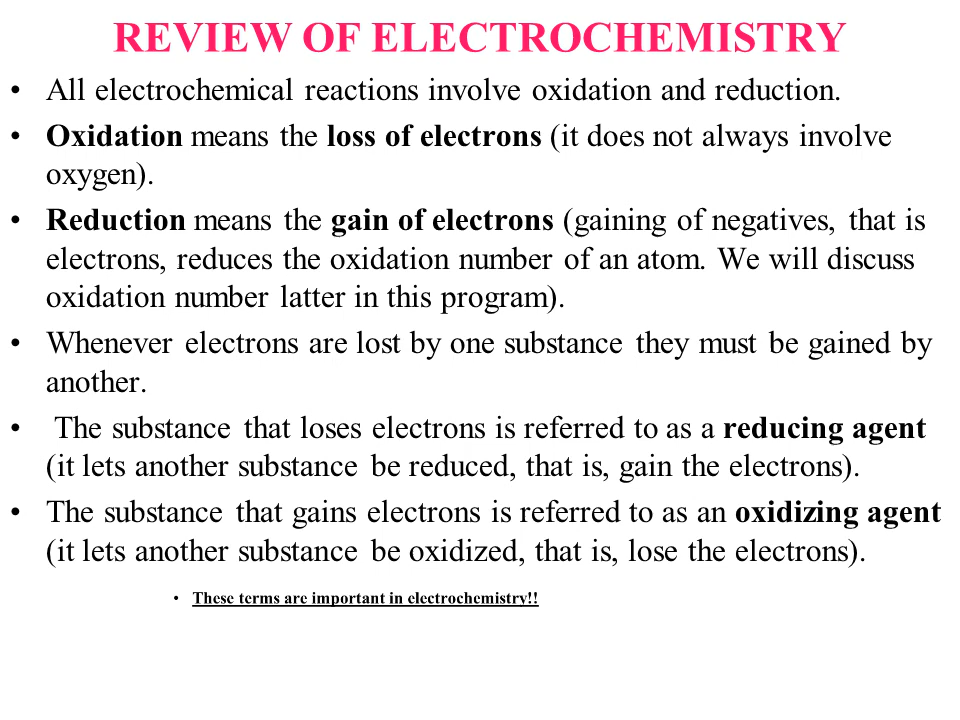 REVIEW OF ELECTROCHEMISTRY
• All electrochemical reactions involve oxidation and reduction.
• Oxidation means the loss of electrons (it does not always involve
oxygen).
• Reduction means the gain of electrons (gaining of negatives, that is
electrons, reduces the oxidation number of an atom. We will discuss
oxidation number latter in this program).
• Whenever electrons are lost by one substance they must be gained by
another.
• The substance that loses electrons is referred to as a reducing agent
(it lets another substance be reduced, that is, gain the electrons).
• The substance that gains electrons is referred to as an oxidizing agent
(it lets another substance be oxidized, that is, lose the electrons).
• These terms are important in electrochemistry!!